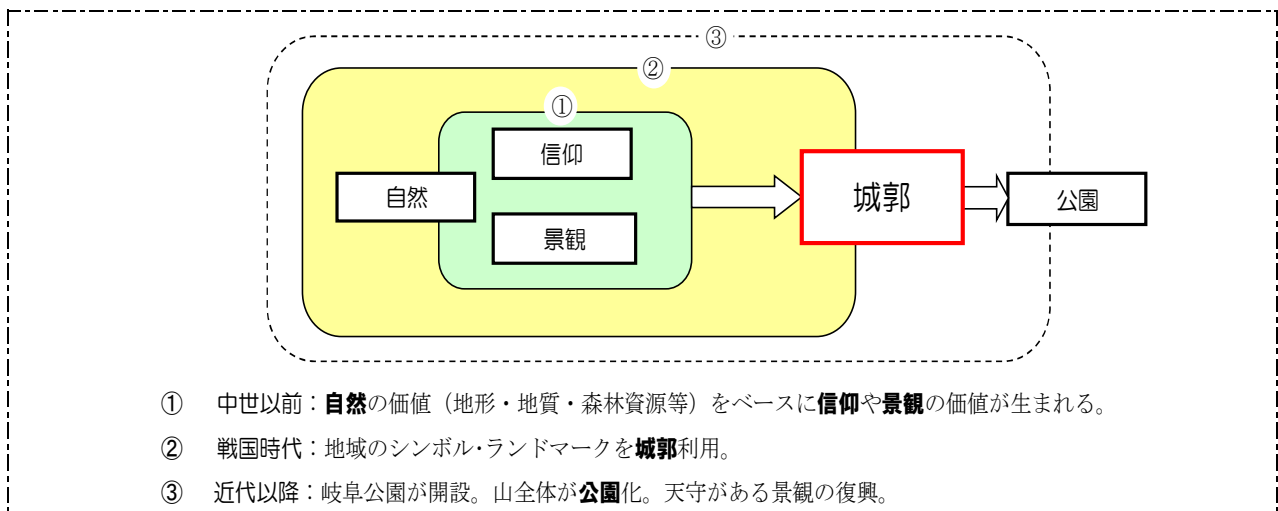 ③
②
①
信仰
自然
城郭
公園
景観
① 中世以前：自然の価値（地形・地質・森林資源等）をベースに信仰や景観の価値が生まれる。
② 戦国時代：地域のシンボル・ランドマークを城郭利用。
③ 近代以降：岐阜公園が開設。山全体が公園化。天守がある景観の復興。